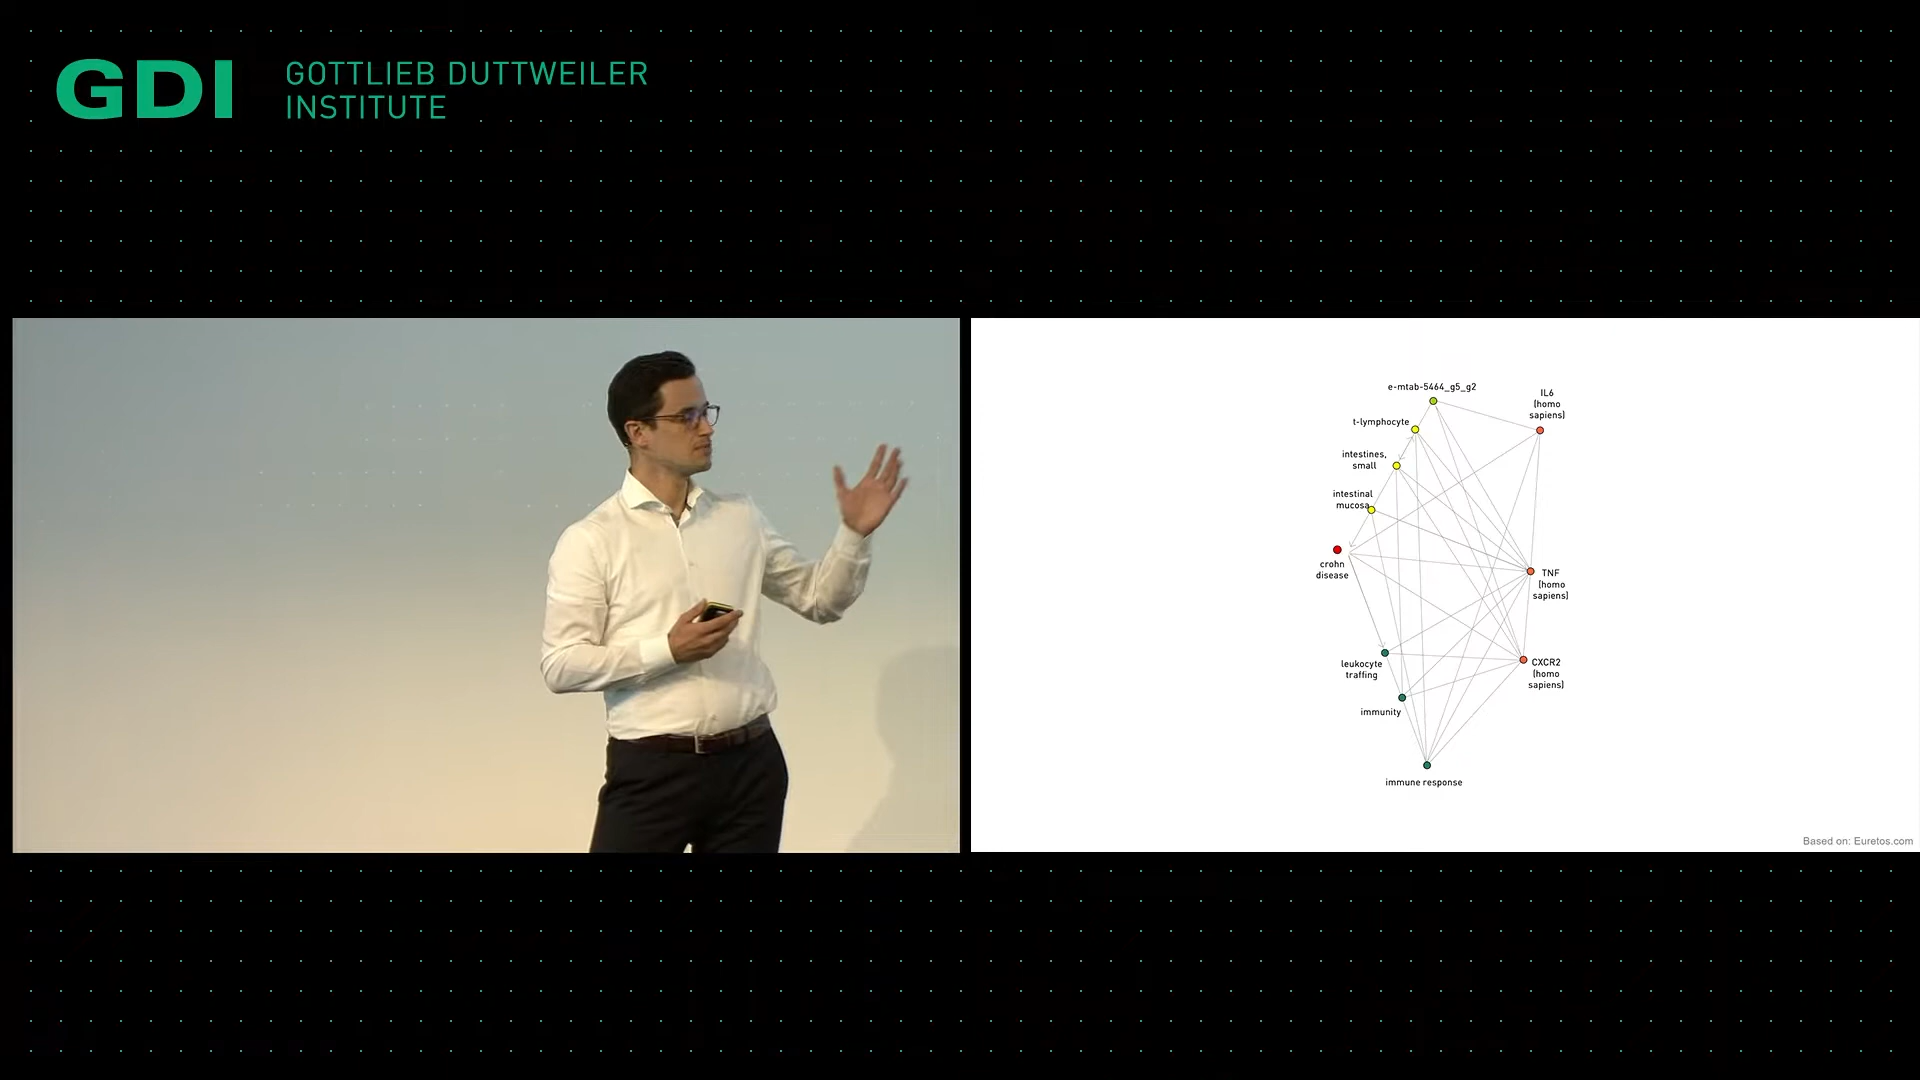 GDI
GOTTLIEB DUTTWEILER
INSTITUTE
e-mtab-5464_g5_g2
IL6
(homo
sapiens)
t-lymphocyte
intestines,
small
intestinal
mucosa
crohn
disease
TNF
(homo
sapiens)
leukocyte
traffing
CXCR2
(homo
sapiens)
immunity
immune response
Based on: Euretos.com